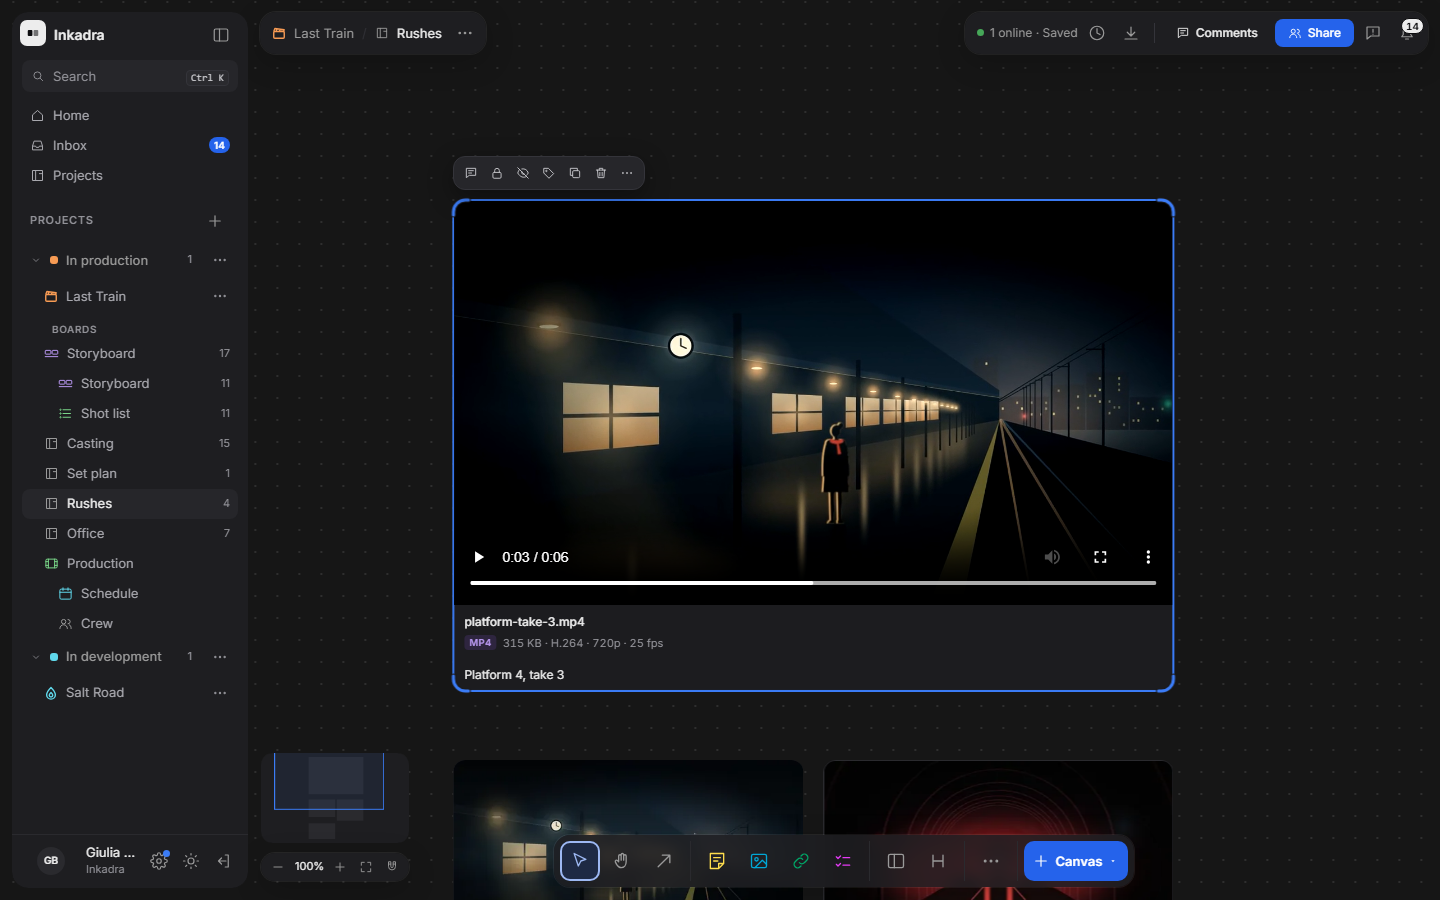 Inkadra
Search
Ctrl K
Home
Inbox
14
Projects
PROJECTS
In production
1
Last Train
BOARDS
Storyboard
17
Storyboard
11
Shot list
11
Casting
15
Set plan
1
Rushes
4
Office
7
Production
Schedule
Crew
In development
1
Salt Road
GB
Giulia ...
Inkadra
Last Train / Rushes
1 online · Saved
Comments
Share
14
0:03 / 0:06
platform-take-3.mp4
MP4
315 KB · H.264 · 720p · 25 fps
Platform 4, take 3
100%
Canvas